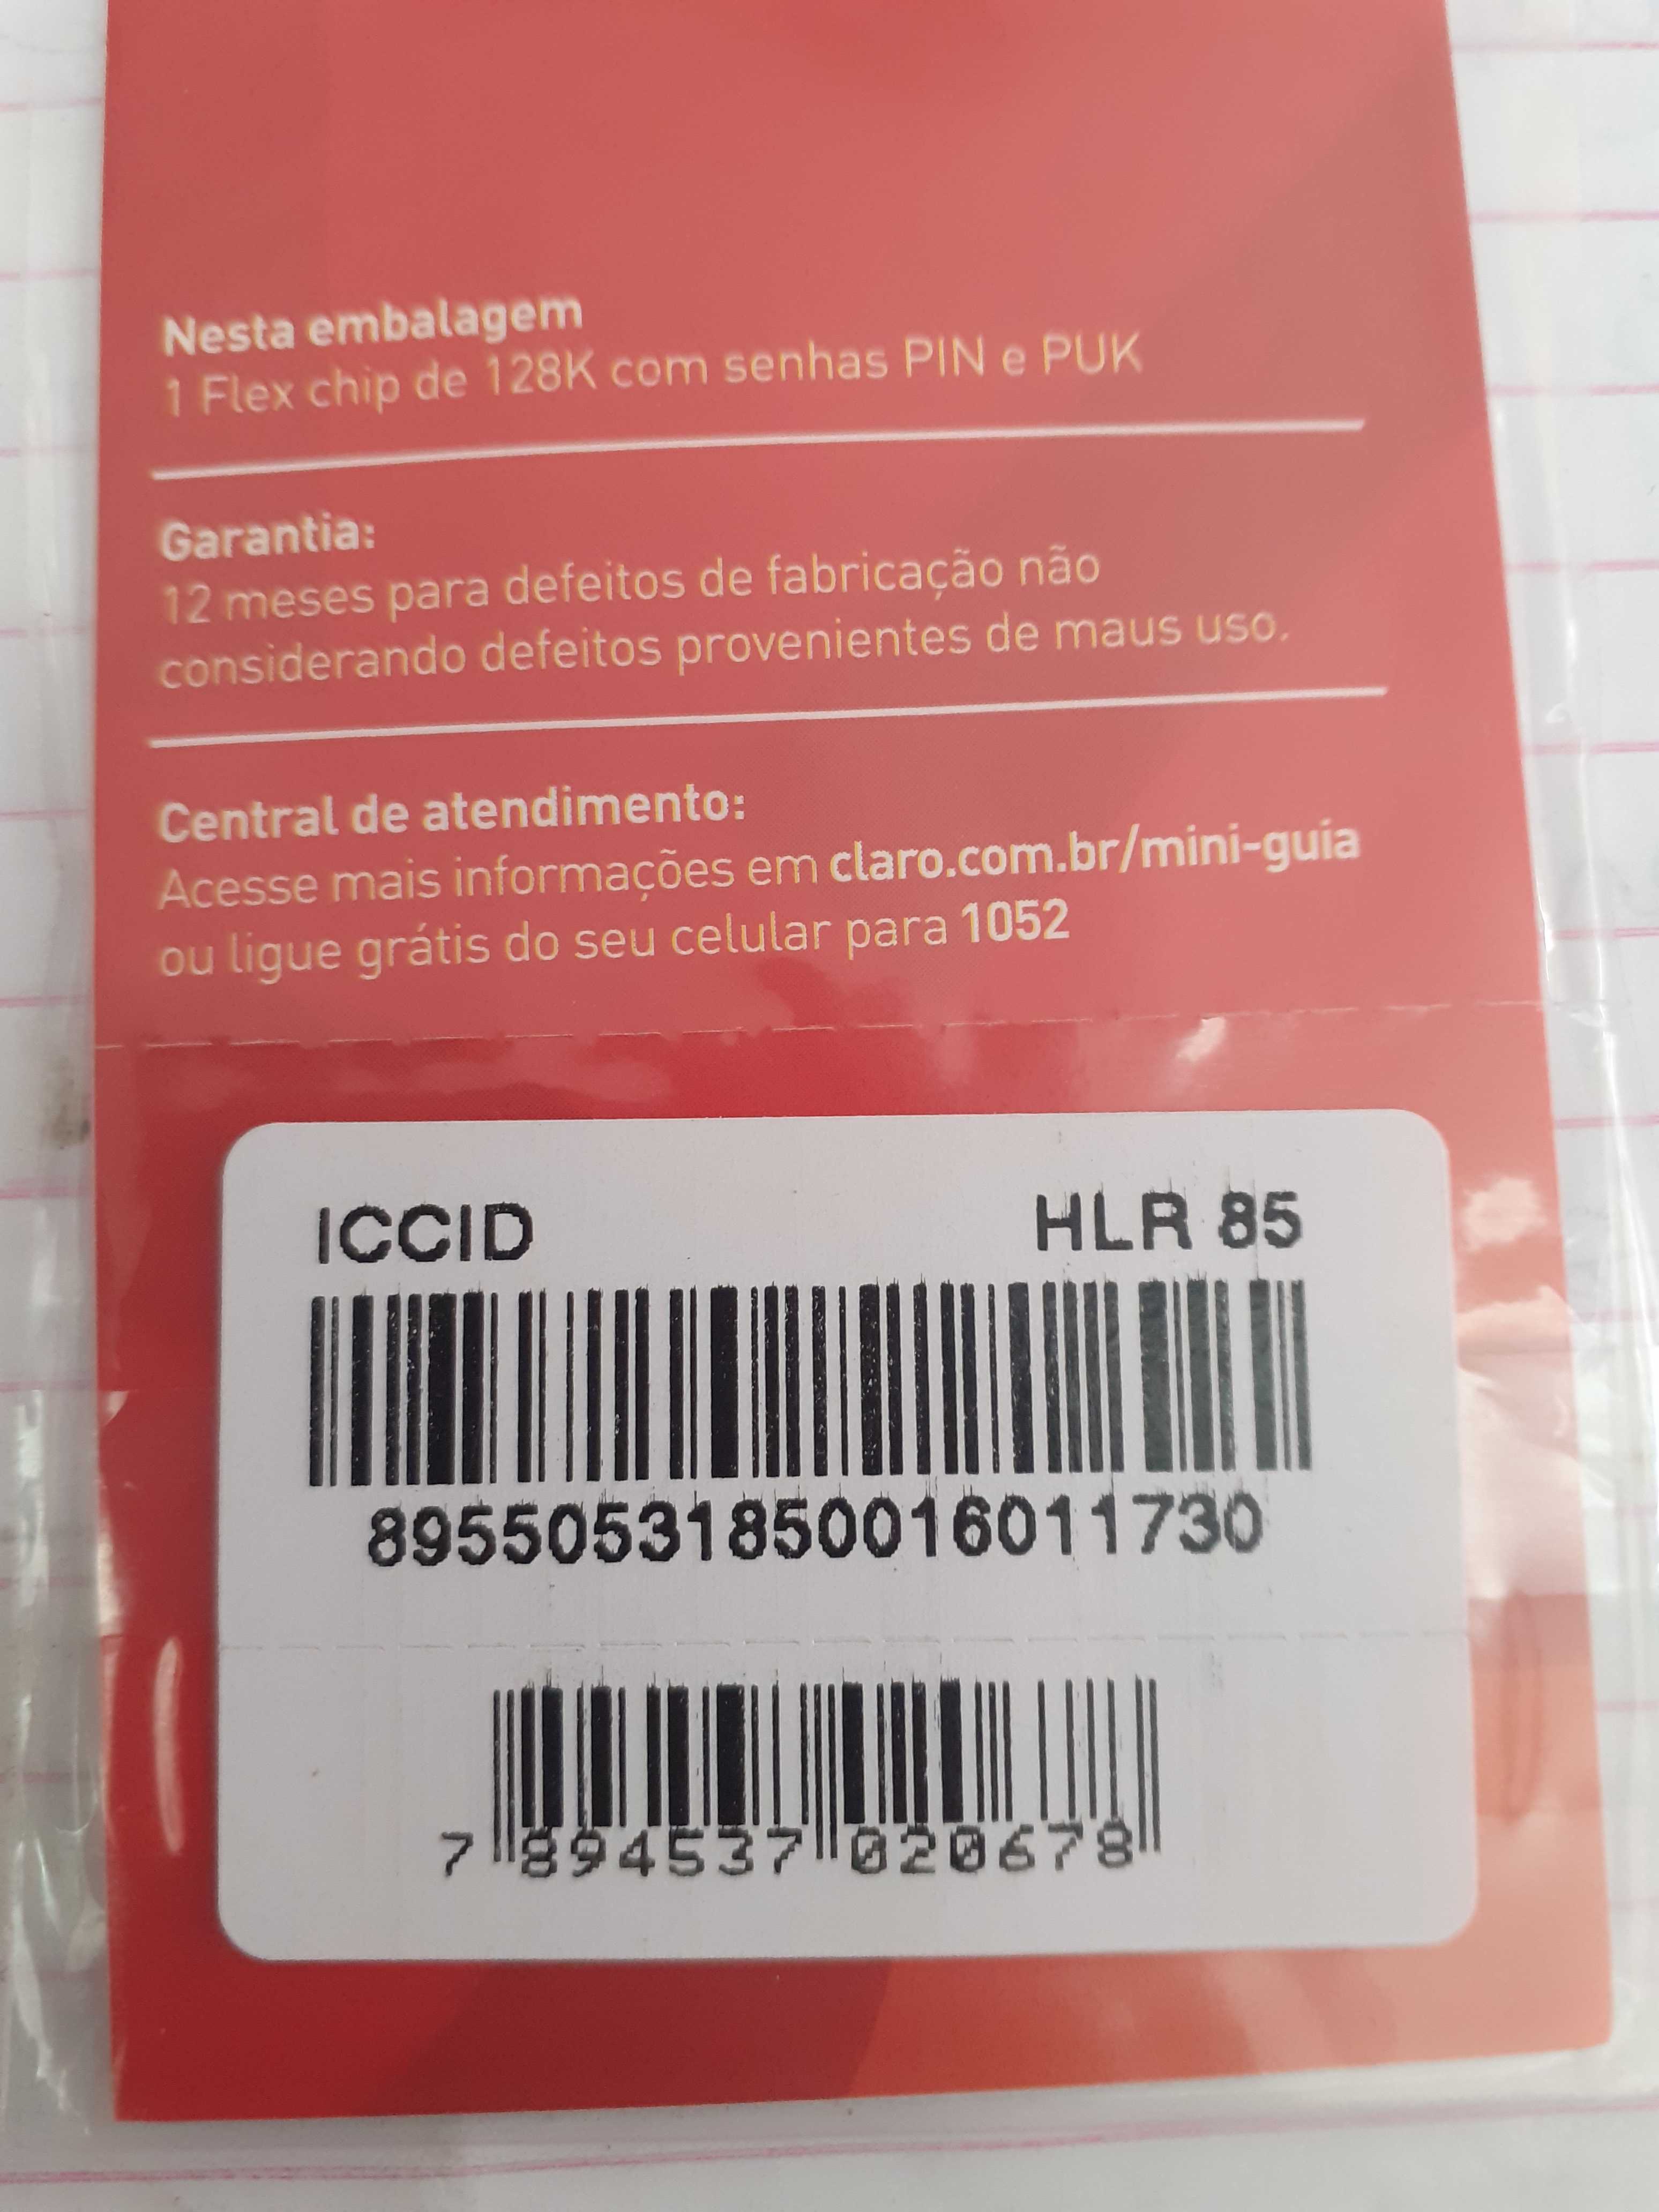 Nesta embalagem
1 Flex chip de 128K com senhas PIN e PUK
Garantia:
12 meses para defeitos de fabricação não
considerando defeitos provenientes de maus uso.
Central de atendimento:
Acesse mais informações em claro.com.br/mini-guia
ou ligue grátis do seu celular para 1052
ICCID HLR 85
89550531850016011730
7 894537 020678